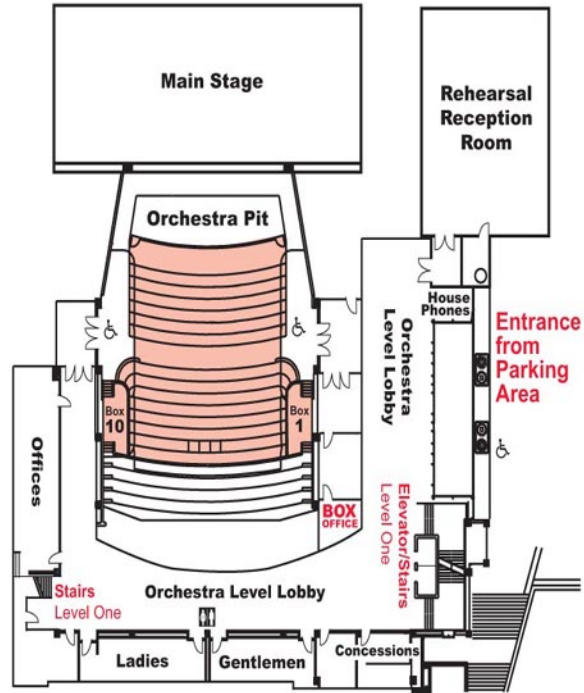 Main Stage
Rehearsal
Reception
Room
Orchestra Pit
House
Phones
Orchestra
Level Lobby
Entrance
from
Parking
Area
Box
10
Box
1
Offices
BOX
OFFICE
Elevator/Stairs
Level One
Stairs
Level One
Orchestra Level Lobby
Ladies
Gentlemen
Concessions